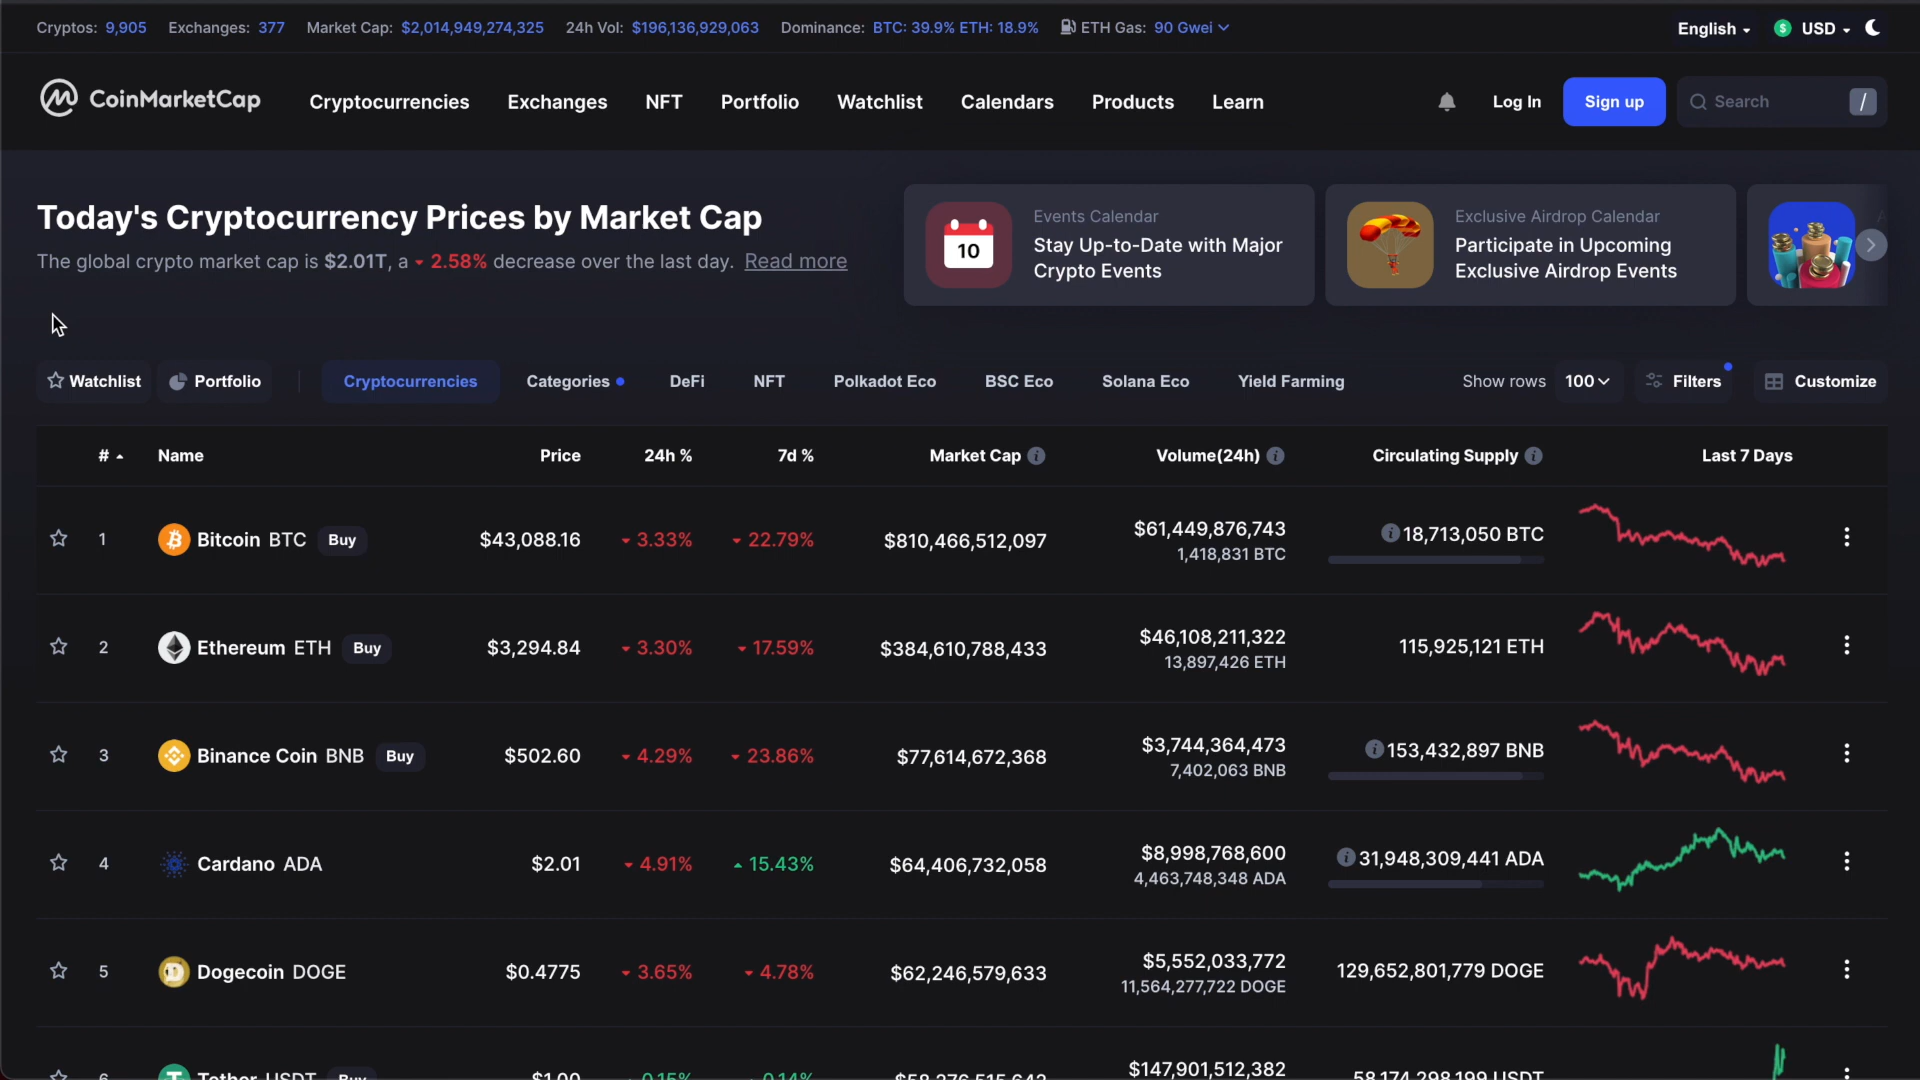 Cryptos: 9,905 Exchanges: 377 Market Cap: $2,014,949,274,325 24h Vol: $196,136,929,063 Dominance: BTC: 39.9% ETH: 18.9% ETH Gas: 90 Gwei English USD
CoinMarketCap Cryptocurrencies Exchanges NFT Portfolio Watchlist Calendars Products Learn Log In Sign up Search /
Today's Cryptocurrency Prices by Market Cap
The global crypto market cap is $2.01T, a 2.58% decrease over the last day. Read more
10
Events Calendar
Stay Up-to-Date with Major
Crypto Events
Exclusive Airdrop Calendar
Participate in Upcoming
Exclusive Airdrop Events
Watchlist Portfolio Cryptocurrencies Categories DeFi NFT Polkadot Eco BSC Eco Solana Eco Yield Farming Show rows 100 Filters Customize
# Name Price 24h % 7d % Market Cap Volume(24h) Circulating Supply Last 7 Days
1 Bitcoin BTC Buy $43,088.16 3.33% 22.79% $810,466,512,097 $61,449,876,743 18,713,050 BTC
1,418,831 BTC
2 Ethereum ETH Buy $3,294.84 3.30% 17.59% $384,610,788,433 $46,108,211,322 115,925,121 ETH
13,897,426 ETH
3 Binance Coin BNB Buy $502.60 4.29% 23.86% $77,614,672,368 $3,744,364,473 153,432,897 BNB
7,402,063 BNB
4 Cardano ADA $2.01 4.91% 15.43% $64,406,732,058 $8,998,768,600 31,948,309,441 ADA
4,463,748,348 ADA
5 Dogecoin DOGE $0.4775 3.65% 4.78% $62,246,579,633 $5,552,033,772 129,652,801,779 DOGE
11,564,277,722 DOGE
6 Tether USDT Buy $1.00 0.15% 0.14% $147,901,512,382